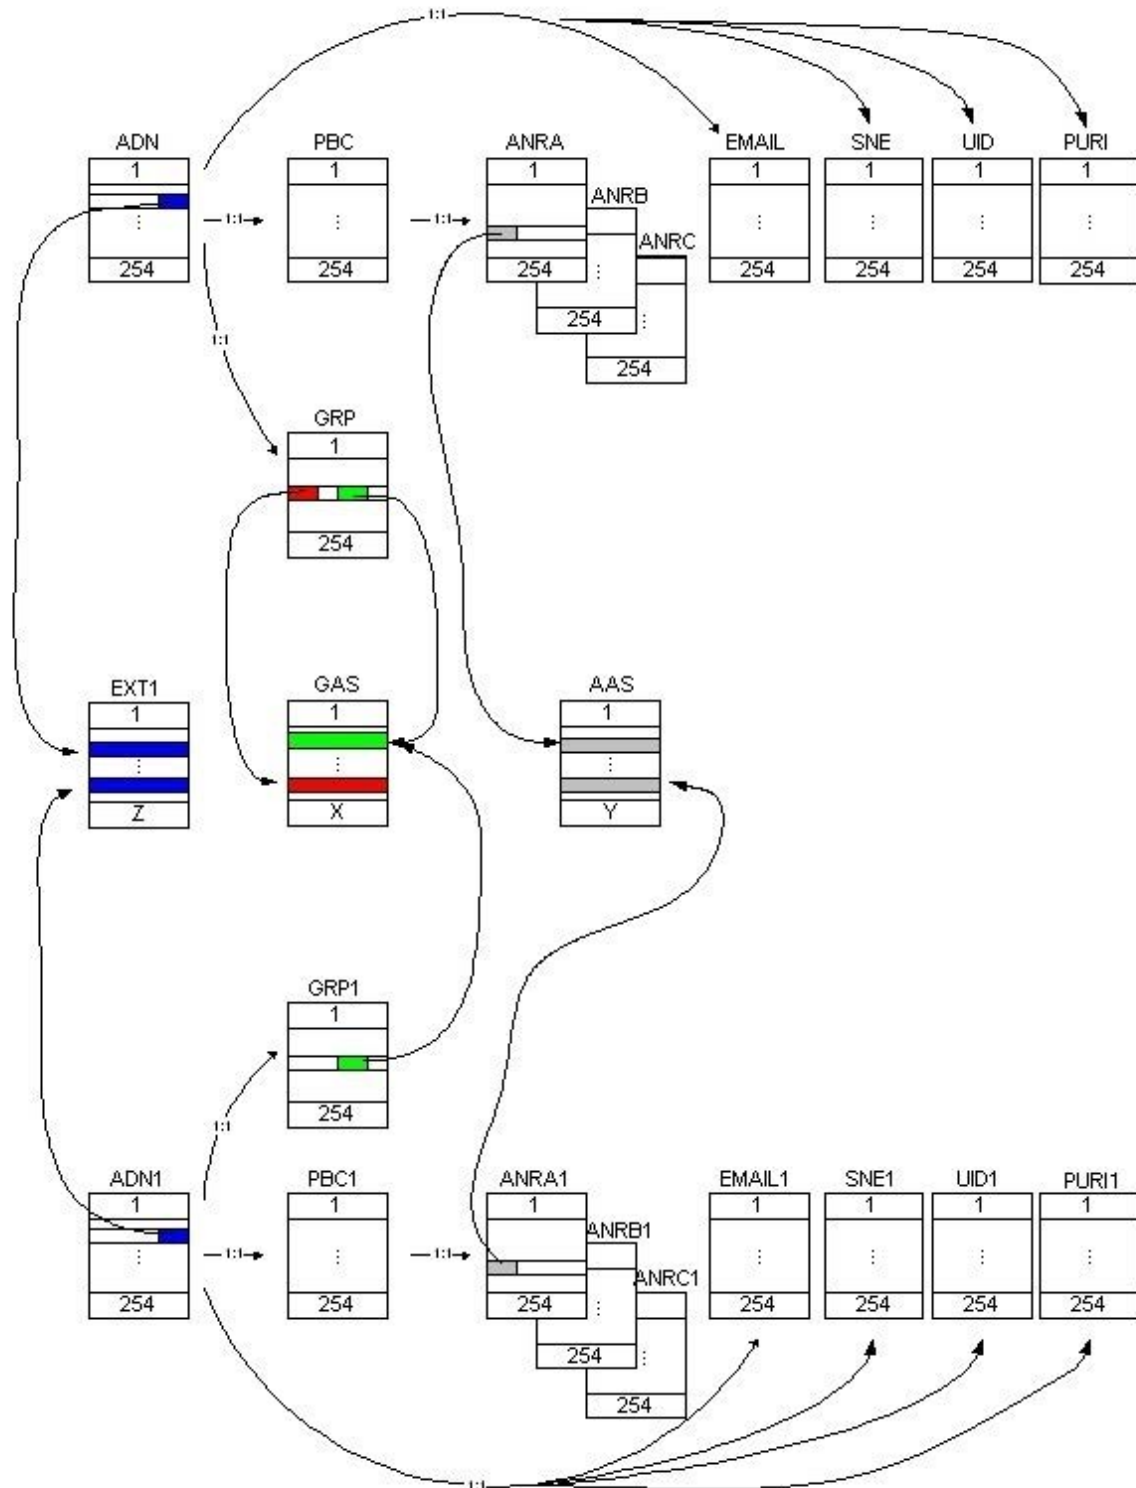 1:1
ADN PBC ANRA EMAIL SNE UID PURI
1 1 1 1 1 1 1
ANRB
1:1 1:1
⋮ ⋮ ⋮ ⋮ ⋮ ⋮
ANRC
254 254 254 254 254 254 254
⋮
254 ⋮
1:1
254
GRP
1
254
EXT1 GAS AAS
1 1 1
⋮ ⋮ ⋮
Z X Y
GRP1
1
254
1:1
ADN1 PBC1 ANRA1 EMAIL1 SNE1 UID1 PURI1
1 1 1 1 1 1 1
ANRB1
1:1 1:1
⋮ ⋮ ⋮ ⋮ ⋮ ⋮
ANRC1
254 254 254 254 254 254 254
⋮
254 ⋮
254
1:1